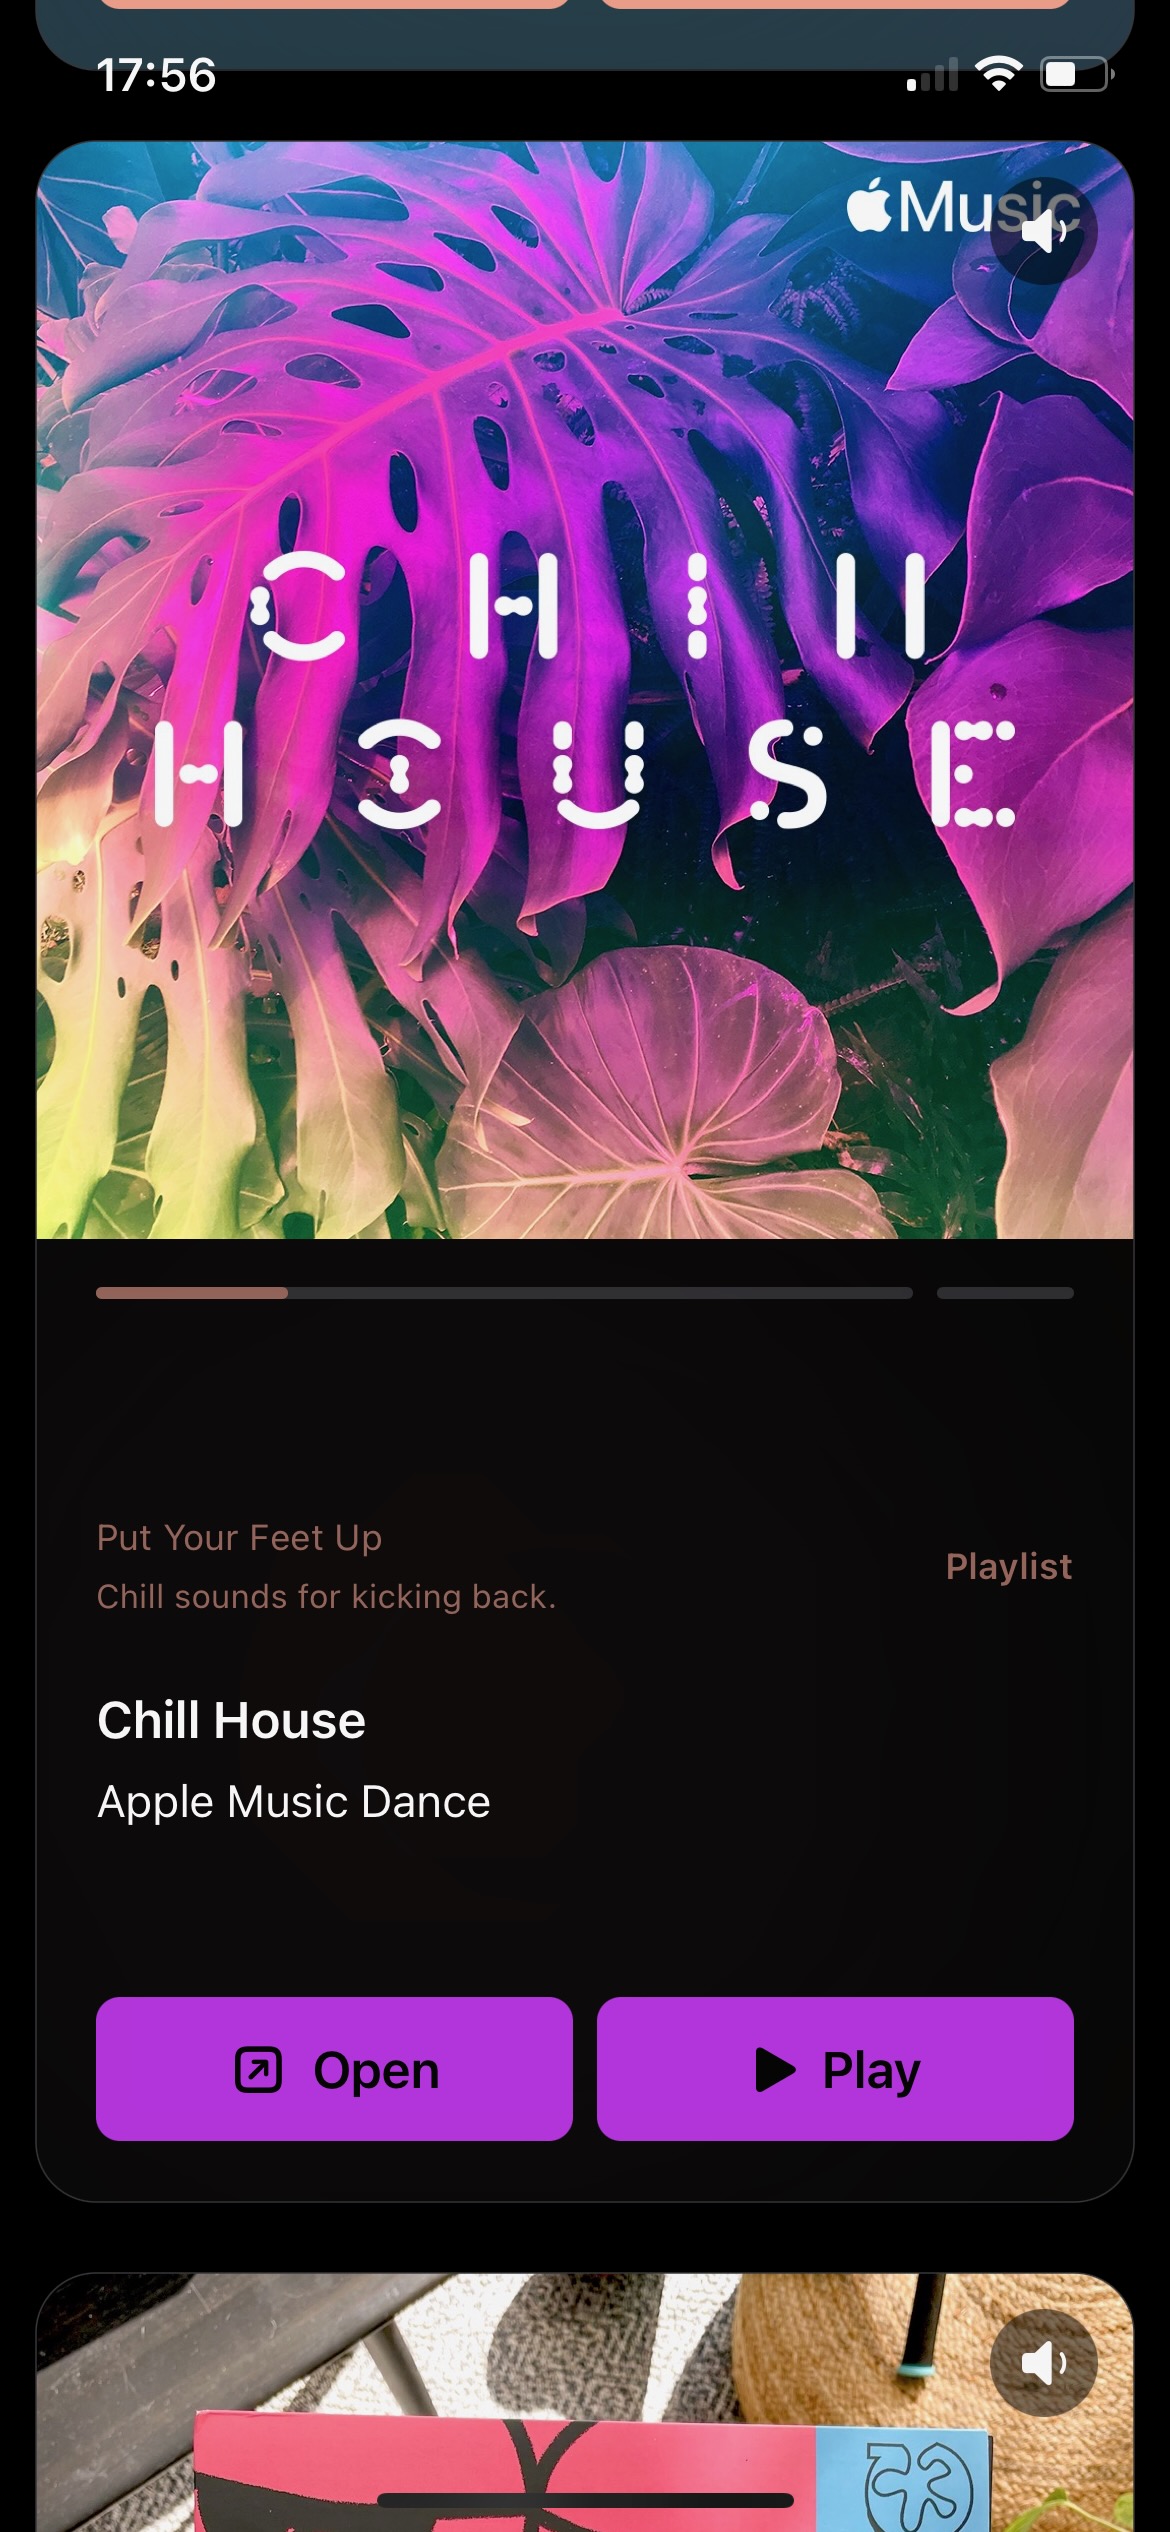 17:56
Music
CHILL
HOUSE
Put Your Feet Up
Chill sounds for kicking back.
Playlist
Chill House
Apple Music Dance
Open
Play